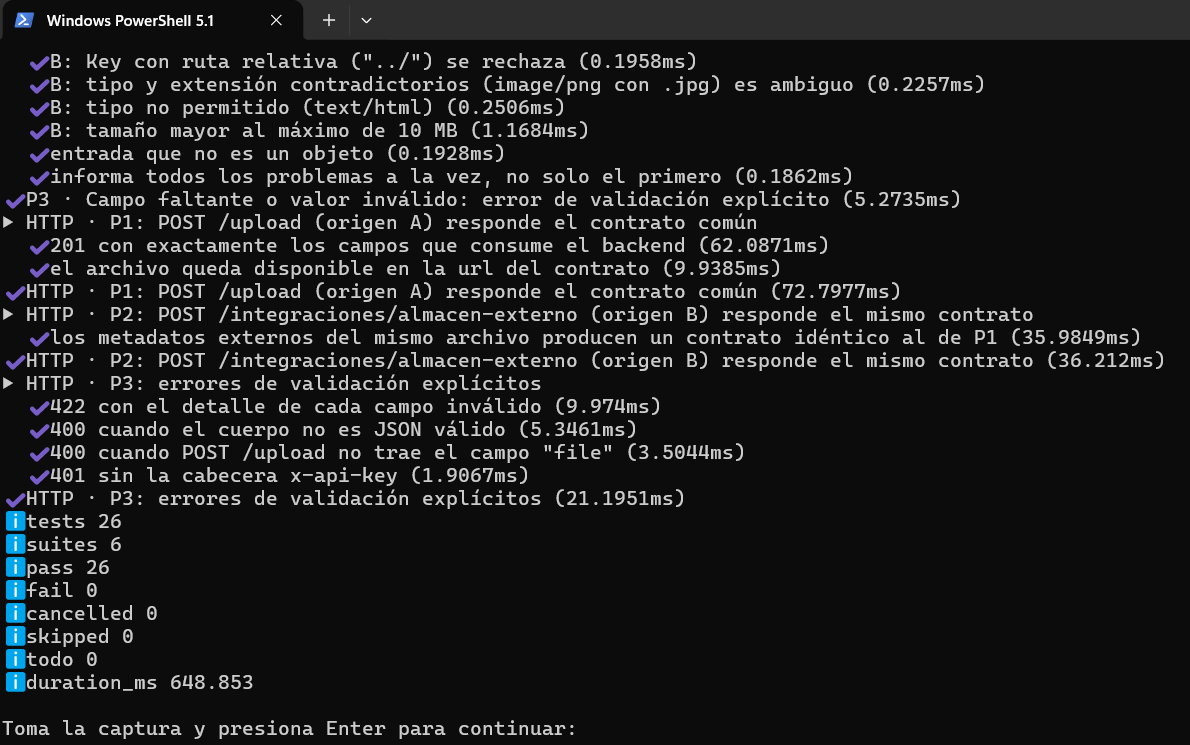 Windows PowerShell 5.1
✔B: Key con ruta relativa ("../") se rechaza (0.1958ms)
✔B: tipo y extensión contradictorios (image/png con .jpg) es ambiguo (0.2257ms)
✔B: tipo no permitido (text/html) (0.2506ms)
✔B: tamaño mayor al máximo de 10 MB (1.1684ms)
✔entrada que no es un objeto (0.1928ms)
✔informa todos los problemas a la vez, no solo el primero (0.1862ms)
✔P3 · Campo faltante o valor inválido: error de validación explícito (5.2735ms)
▶ HTTP · P1: POST /upload (origen A) responde el contrato común
✔201 con exactamente los campos que consume el backend (62.0871ms)
✔el archivo queda disponible en la url del contrato (9.9385ms)
✔HTTP · P1: POST /upload (origen A) responde el contrato común (72.7977ms)
▶ HTTP · P2: POST /integraciones/almacen-externo (origen B) responde el mismo contrato
✔los metadatos externos del mismo archivo producen un contrato idéntico al de P1 (35.9849ms)
✔HTTP · P2: POST /integraciones/almacen-externo (origen B) responde el mismo contrato (36.212ms)
▶ HTTP · P3: errores de validación explícitos
✔422 con el detalle de cada campo inválido (9.974ms)
✔400 cuando el cuerpo no es JSON válido (5.3461ms)
✔400 cuando POST /upload no trae el campo "file" (3.5044ms)
✔401 sin la cabecera x-api-key (1.9067ms)
✔HTTP · P3: errores de validación explícitos (21.1951ms)
ℹtests 26
ℹsuites 6
ℹpass 26
ℹfail 0
ℹcancelled 0
ℹskipped 0
ℹtodo 0
ℹduration_ms 648.853
Toma la captura y presiona Enter para continuar: